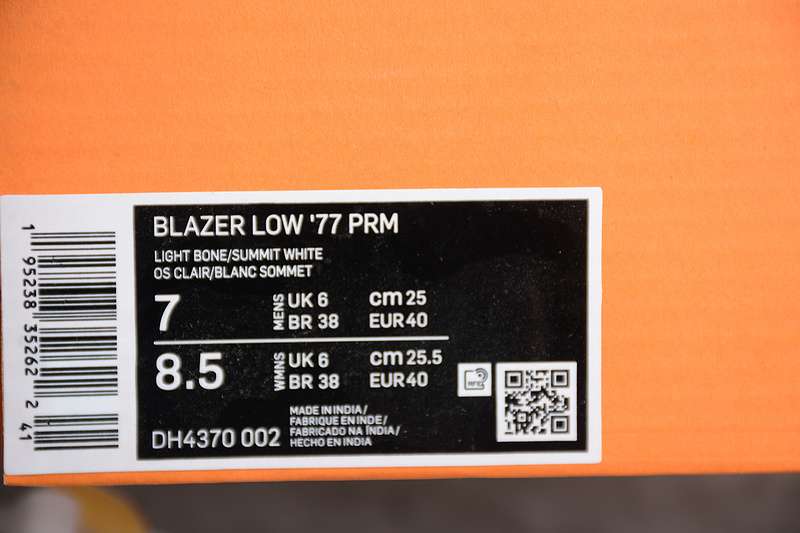 BLAZER LOW '77 PRM
LIGHT BONE/SUMMIT WHITE
OS CLAIR/BLANC SOMMET
7 MENS UK 6 cm 25
BR 38 EUR 40
8.5 WMNS UK 6 cm 25.5
BR 38 EUR 40
MADE IN INDIA/
FABRIQUE EN INDE/
FABRICADO NA ÍNDIA/
HECHO EN INDIA
DH4370 002
1 95238 35262 2 41